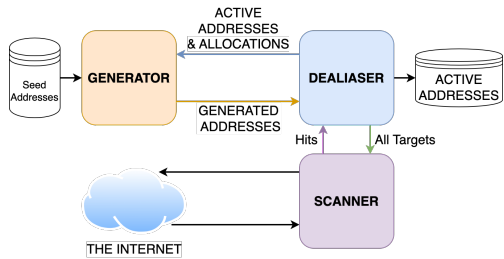 ACTIVE
ADDRESSES
& ALLOCATIONS
Seed
Addresses
GENERATOR
DEALIASER
ACTIVE
ADDRESSES
GENERATED
ADDRESSES
Hits
All Targets
SCANNER
THE INTERNET